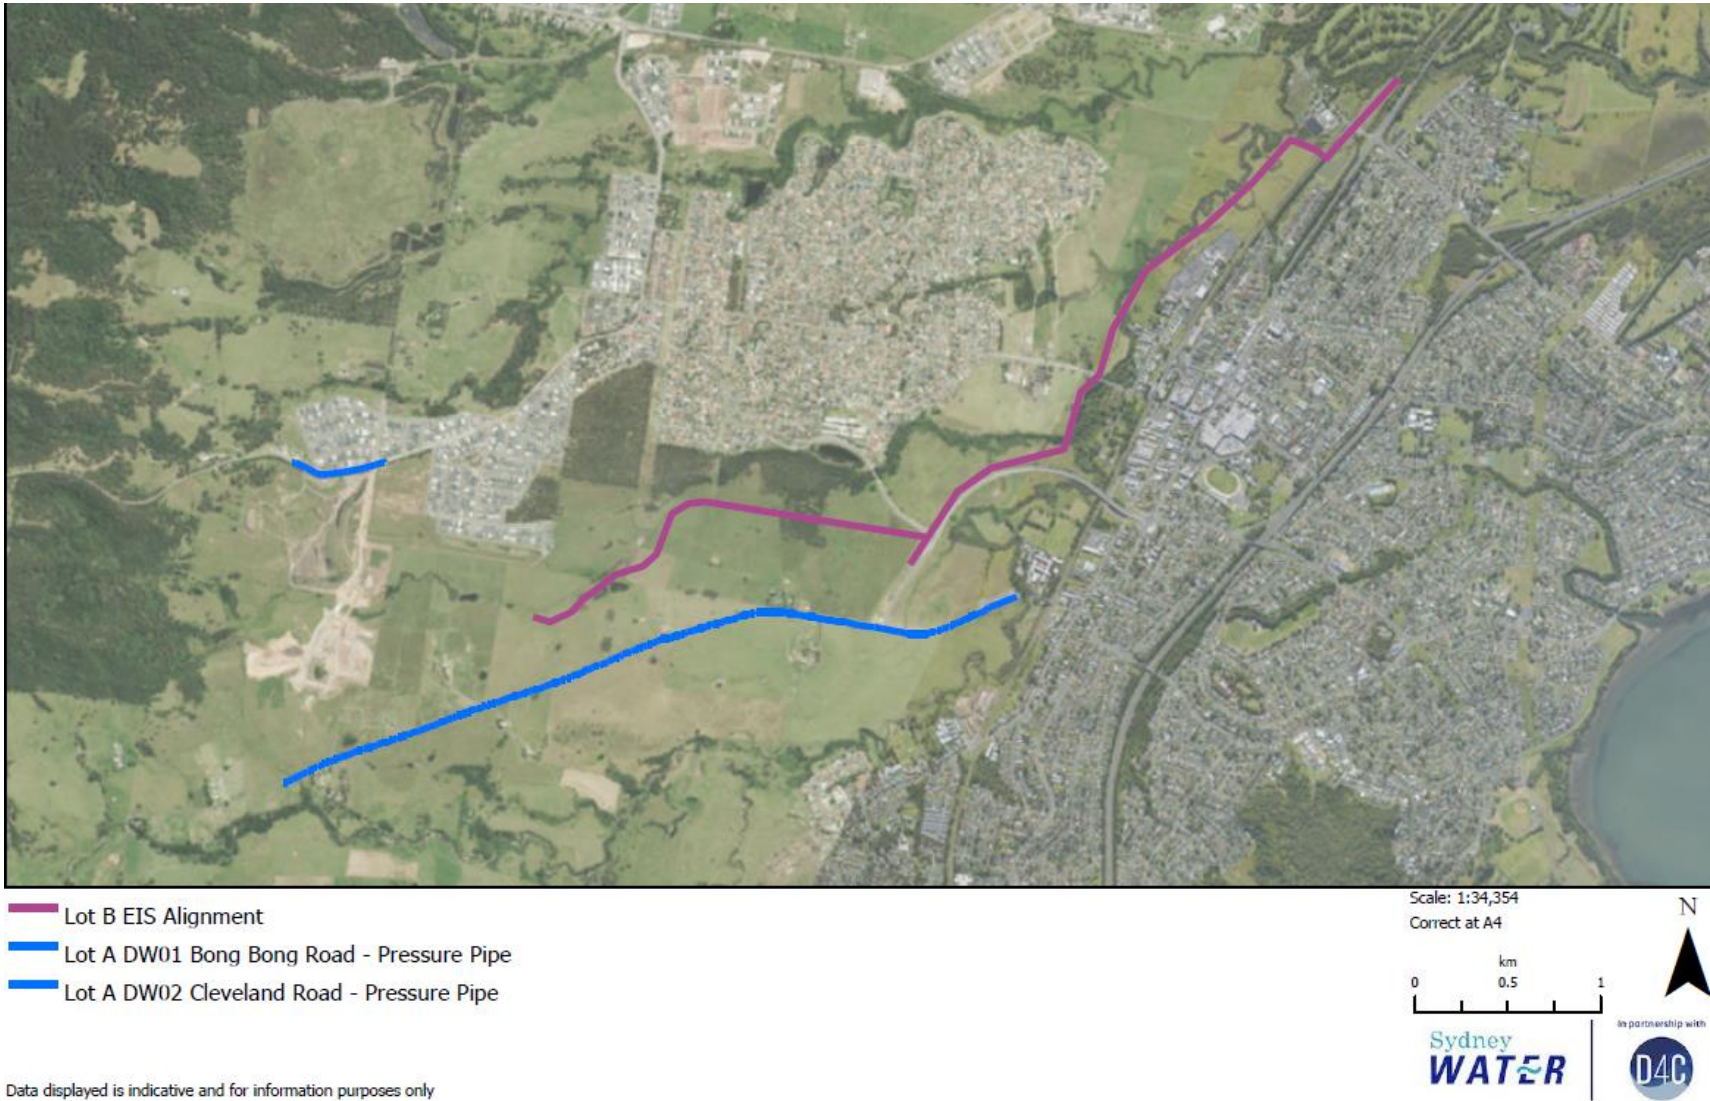 Lot B EIS Alignment
Lot A DW01 Bong Bong Road - Pressure Pipe
Lot A DW02 Cleveland Road - Pressure Pipe
Data displayed is indicative and for information purposes only
Scale: 1:34,354
Correct at A4
N
km
0 0.5 1
Sydney
WATER
In partnership with
D4C